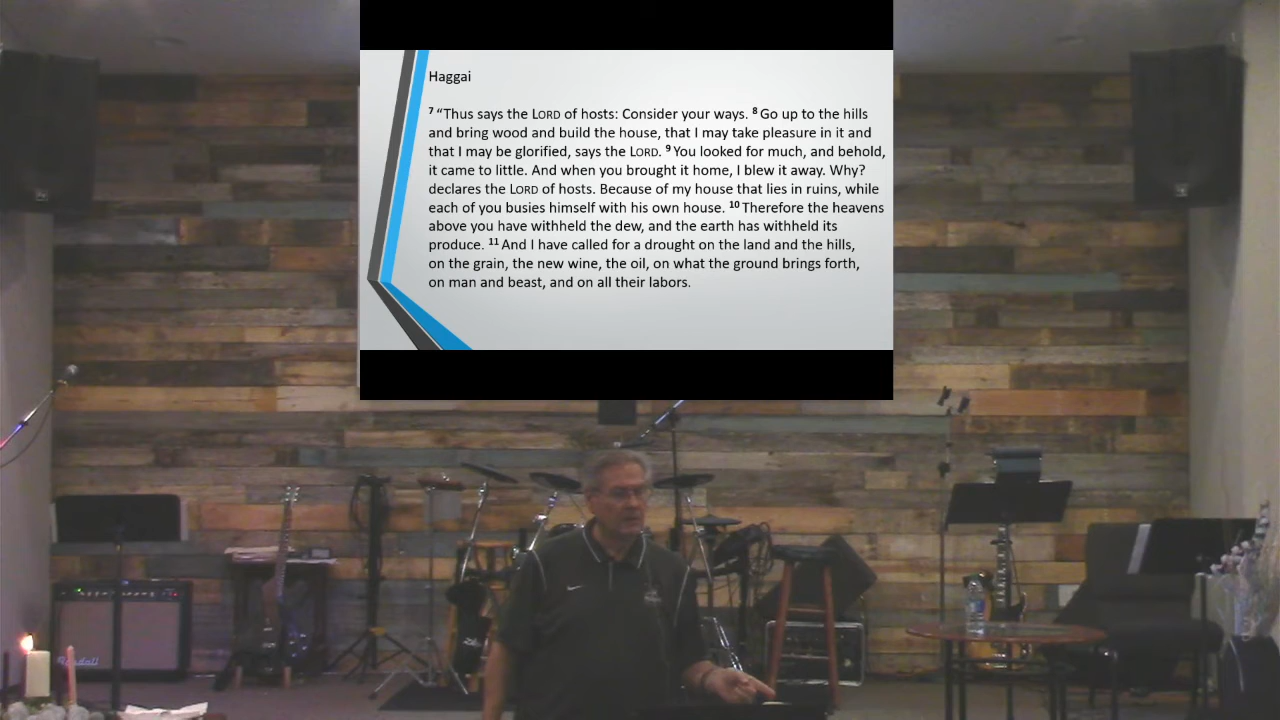 Haggai
7 “Thus says the LORD of hosts: Consider your ways. 8 Go up to the hills
and bring wood and build the house, that I may take pleasure in it and
that I may be glorified, says the LORD. 9 You looked for much, and behold,
it came to little. And when you brought it home, I blew it away. Why?
declares the LORD of hosts. Because of my house that lies in ruins, while
each of you busies himself with his own house. 10 Therefore the heavens
above you have withheld the dew, and the earth has withheld its
produce. 11 And I have called for a drought on the land and the hills,
on the grain, the new wine, the oil, on what the ground brings forth,
on man and beast, and on all their labors.
Randall